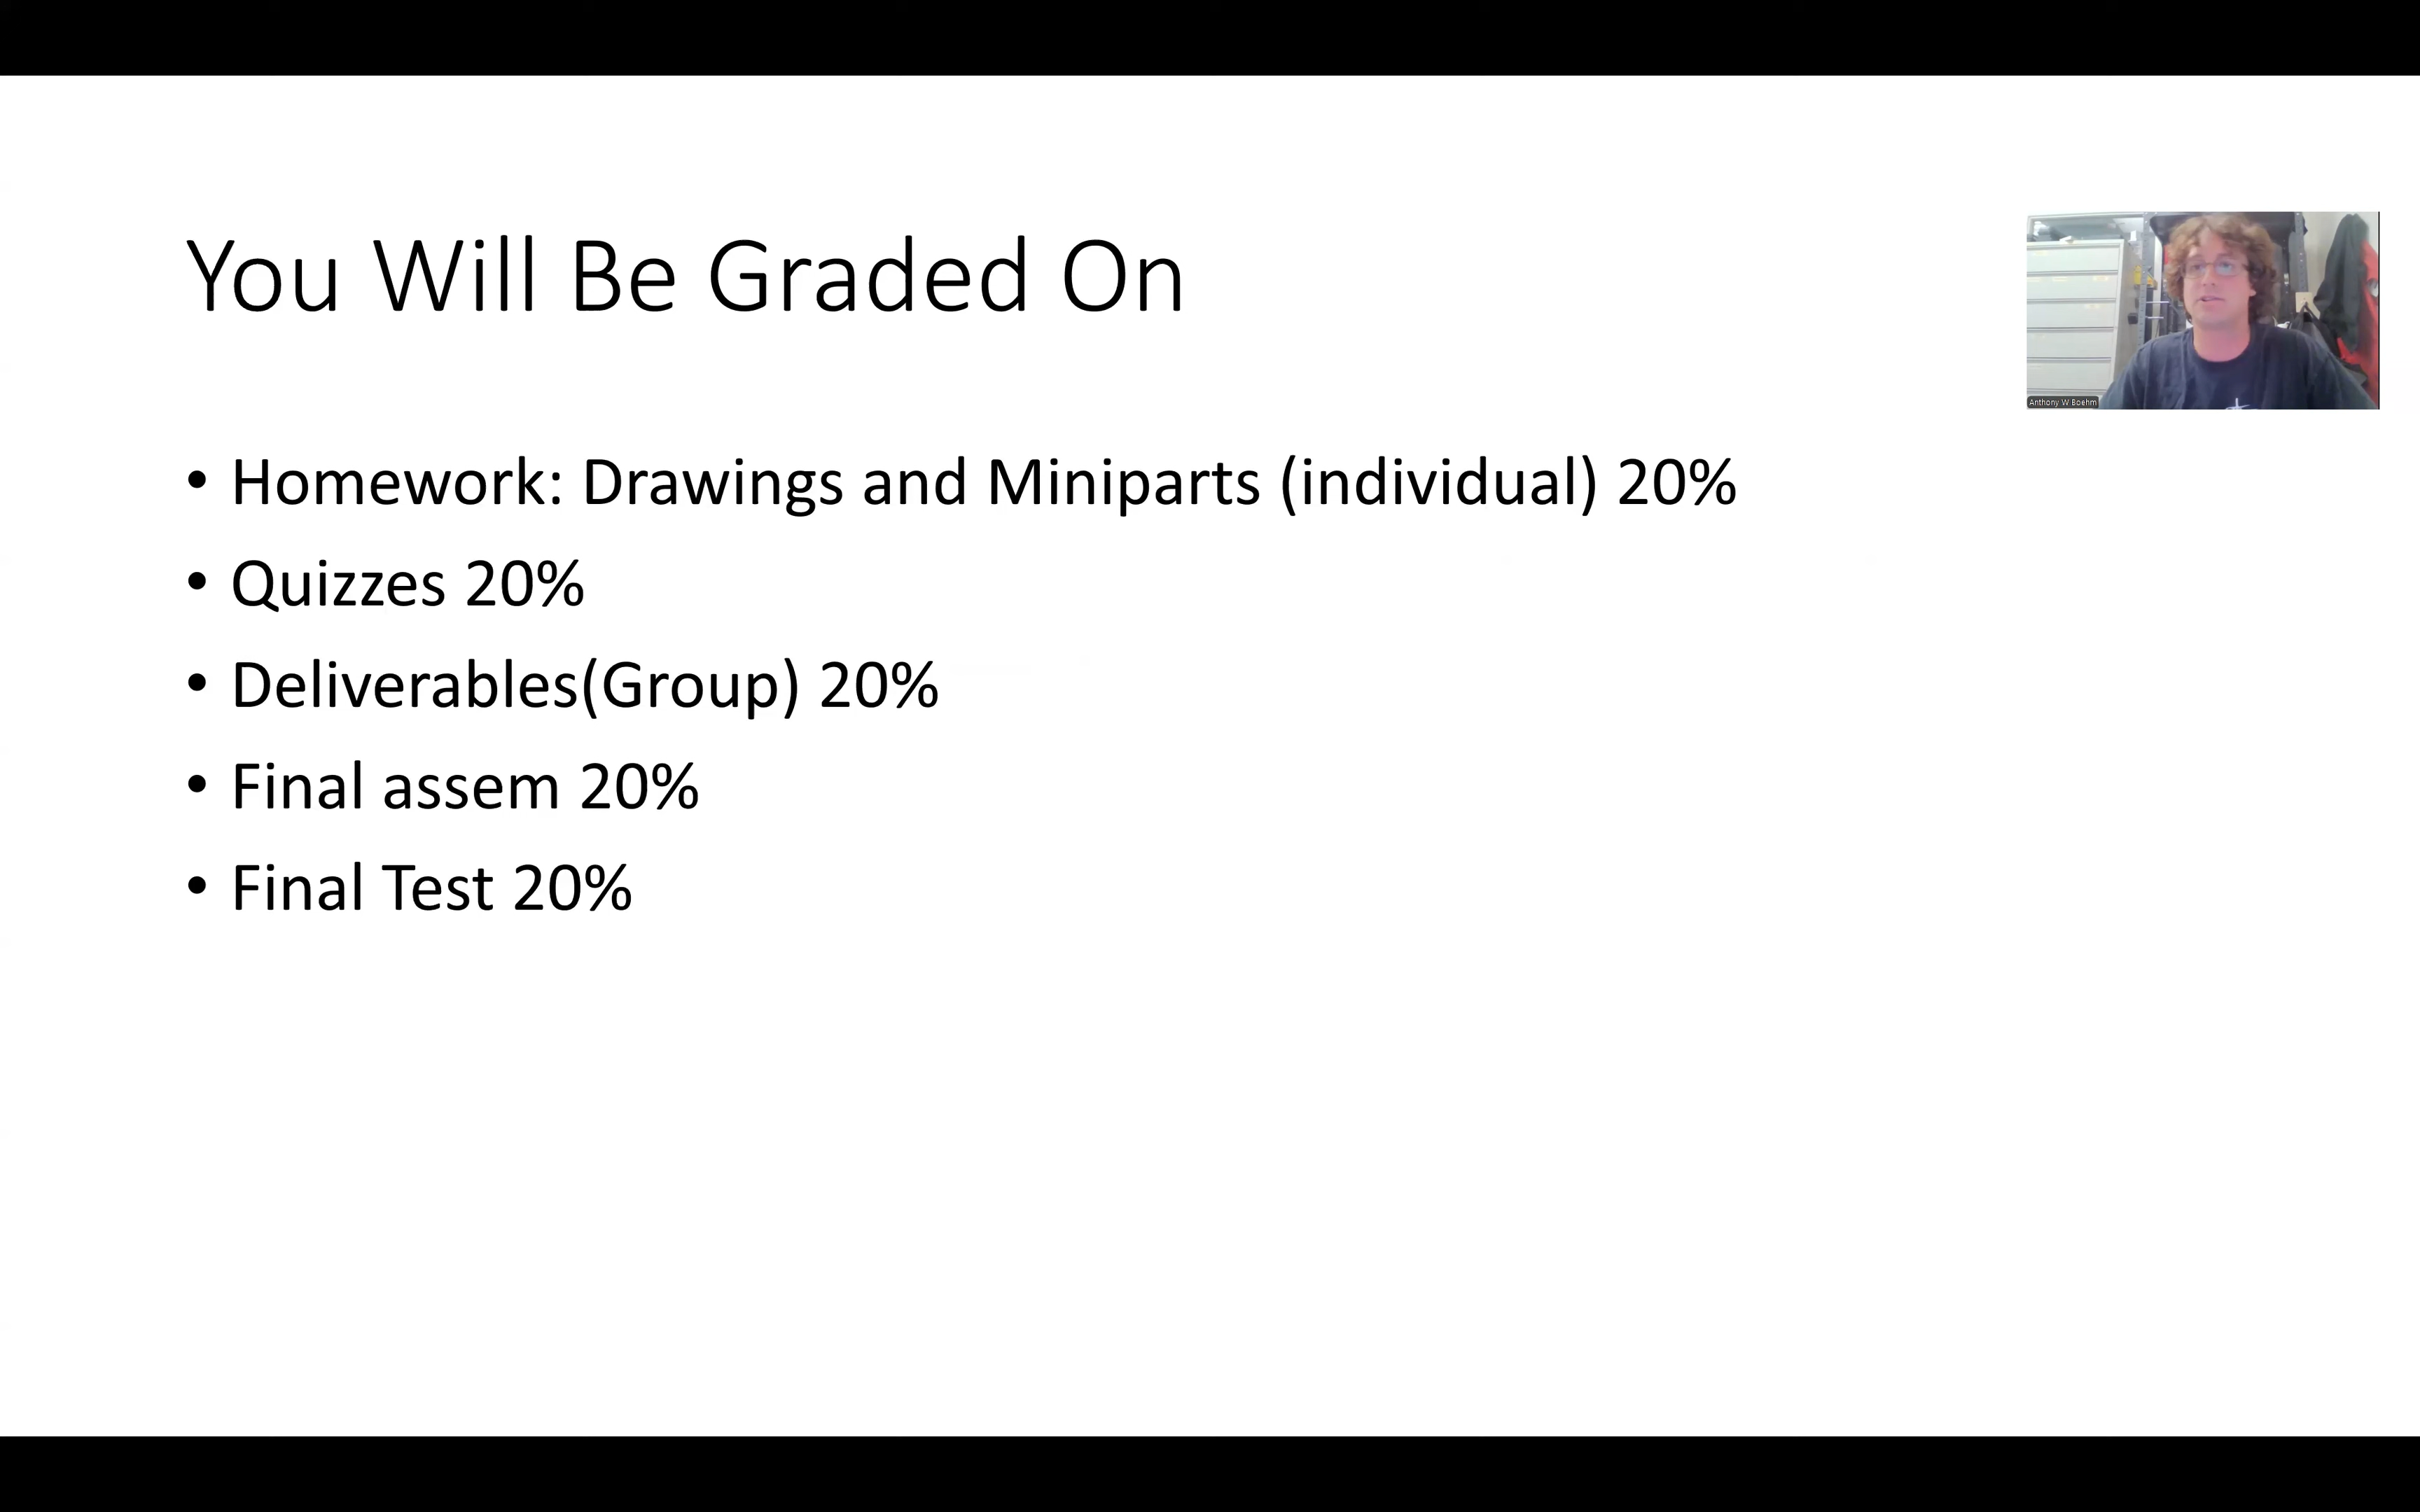 You Will Be Graded On
Anthony W Boehm
• Homework: Drawings and Miniparts (individual) 20%
• Quizzes 20%
• Deliverables(Group) 20%
• Final assem 20%
• Final Test 20%